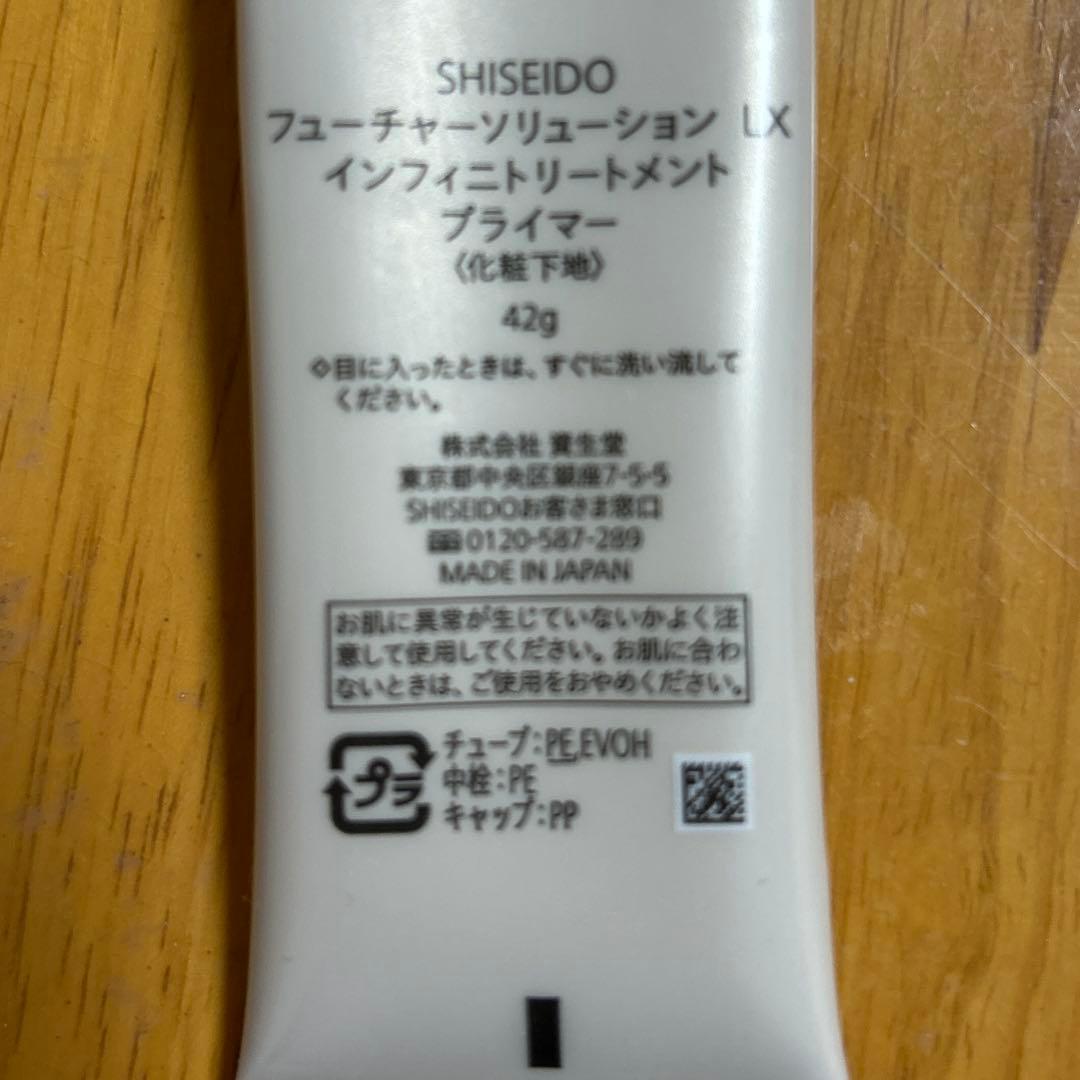 SHISEIDO
フューチャーソリューション LX
インフィニトリートメント
プライマー
〈化粧下地〉
42g
◇目に入ったときは、すぐに洗い流して
ください。
株式会社 資生堂
東京都中央区銀座7-5-5
SHISEIDOお客さま窓口
0120-587-289
MADE IN JAPAN
お肌に異常が生じていないかよく注
意して使用してください。お肌に合わ
ないときは、ご使用をおやめください。
プラ
チューブ:PE,EVOH
中栓:PE
キャップ:PP